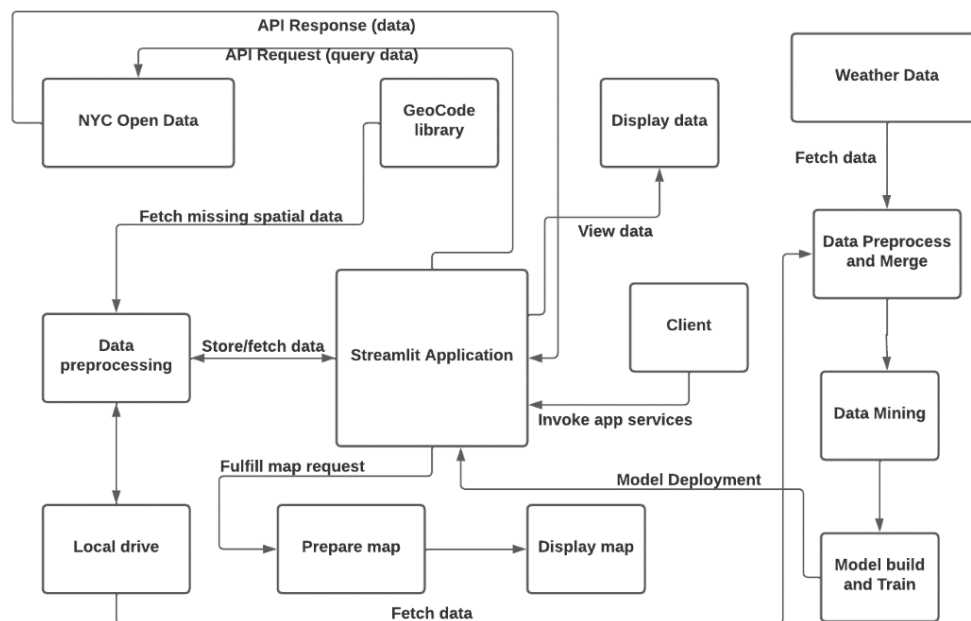 API Response (data)
API Request (query data)
NYC Open Data
GeoCode
library
Display data
Weather Data
Fetch data
Fetch missing spatial data
View data
Data Preprocess
and Merge
Client
Data
preprocessing
Store/fetch data
Streamlit Application
Invoke app services
Data Mining
Fulfill map request
Model Deployment
Local drive
Prepare map
Display map
Model build
and Train
Fetch data